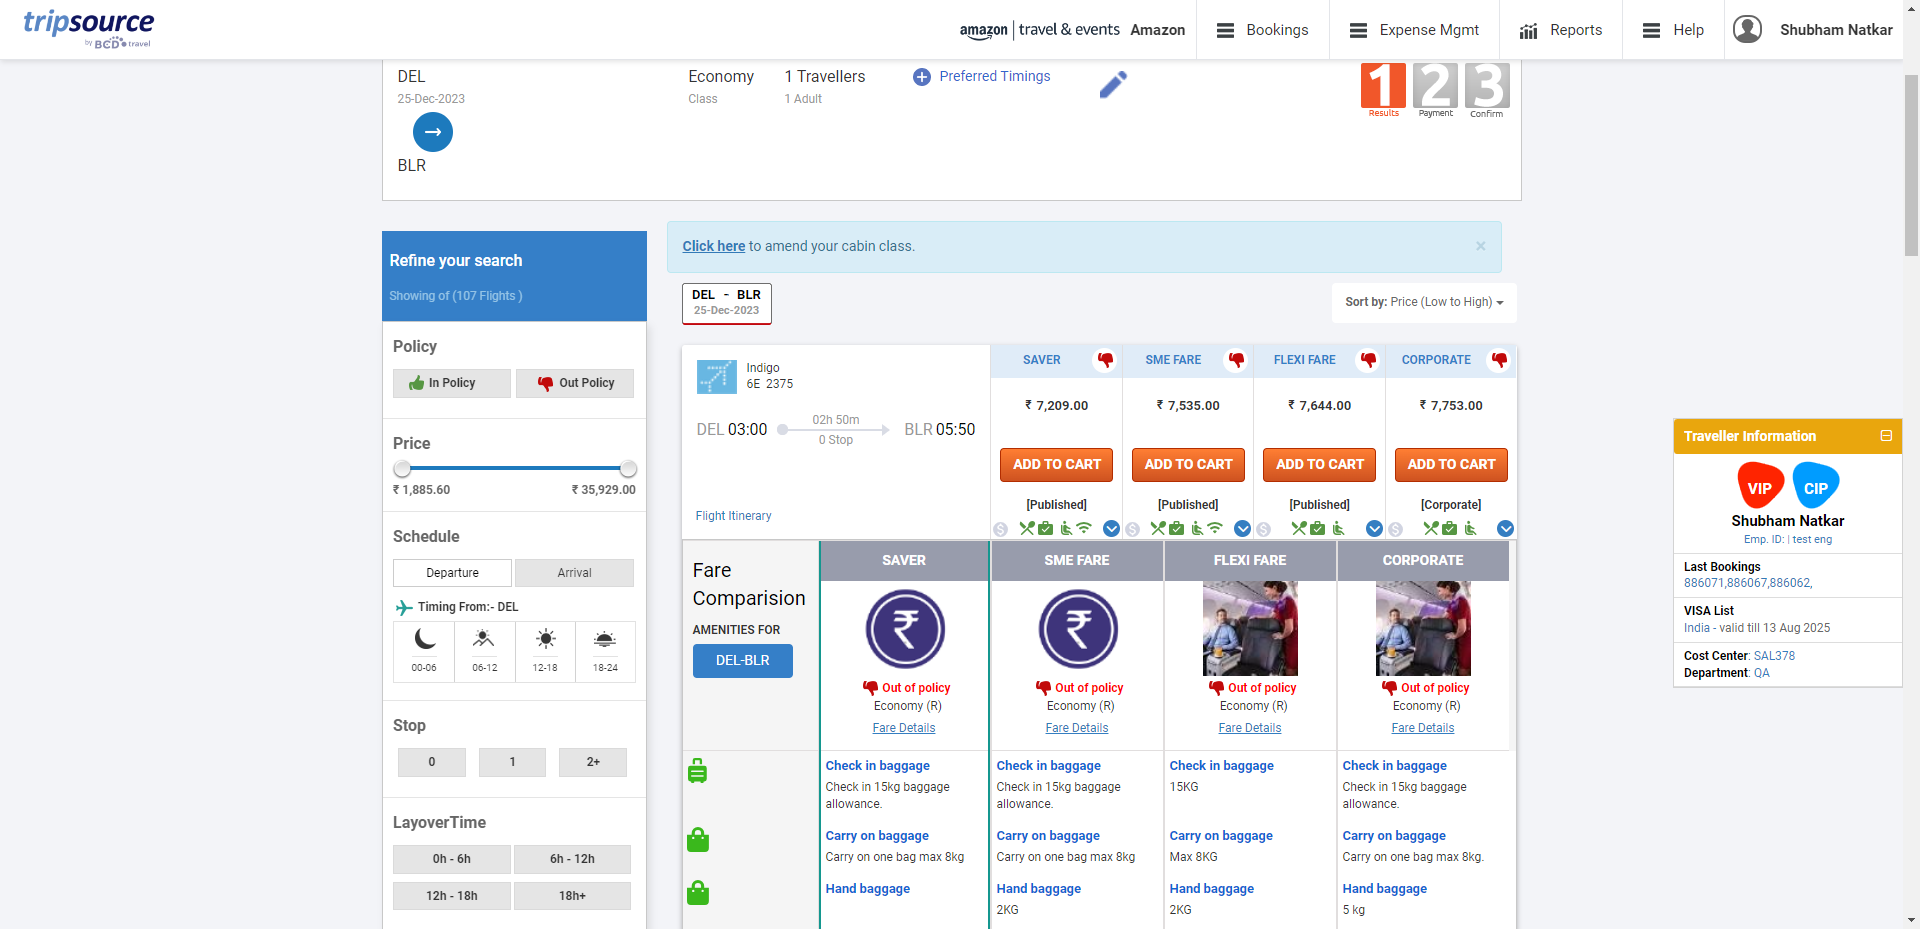 tripsource
by BCD travel
amazon | travel & events Amazon
Bookings
Expense Mgmt
Reports
Help
Shubham Natkar
DEL
25-Dec-2023
BLR
Economy
Class
1 Travellers
1 Adult
Preferred Timings
1 2 3
Results Payment Confirm
Refine your search
Showing of (107 Flights )
Policy
In Policy
Out Policy
Price
₹ 1,885.60 ₹ 35,929.00
Schedule
Departure Arrival
Timing From:- DEL
00-06 06-12 12-18 18-24
Stop
0 1 2+
LayoverTime
0h - 6h 6h - 12h
12h - 18h 18h+
Click here to amend your cabin class. ×
DEL - BLR
25-Dec-2023
Sort by: Price (Low to High)
Indigo
6E 2375
DEL 03:00
02h 50m
0 Stop
BLR 05:50
Flight Itinerary
SAVER SME FARE FLEXI FARE CORPORATE
₹ 7,209.00 ₹ 7,535.00 ₹ 7,644.00 ₹ 7,753.00
ADD TO CART ADD TO CART ADD TO CART ADD TO CART
[Published] [Published] [Published] [Corporate]
Fare
Comparision
AMENITIES FOR
DEL-BLR
SAVER SME FARE FLEXI FARE CORPORATE
Out of policy Out of policy Out of policy Out of policy
Economy (R) Economy (R) Economy (R) Economy (R)
Fare Details Fare Details Fare Details Fare Details
Check in baggage Check in baggage Check in baggage Check in baggage
Check in 15kg baggage Check in 15kg baggage 15KG Check in 15kg baggage
allowance. allowance. allowance.
Carry on baggage Carry on baggage Carry on baggage Carry on baggage
Carry on one bag max 8kg Carry on one bag max 8kg Max 8KG Carry on one bag max 8kg.
Hand baggage Hand baggage Hand baggage Hand baggage
2KG 2KG 5 kg
Traveller Information
VIP CIP
Shubham Natkar
Emp. ID: | test eng
Last Bookings
886071,886067,886062,
VISA List
India - valid till 13 Aug 2025
Cost Center: SAL378
Department: QA